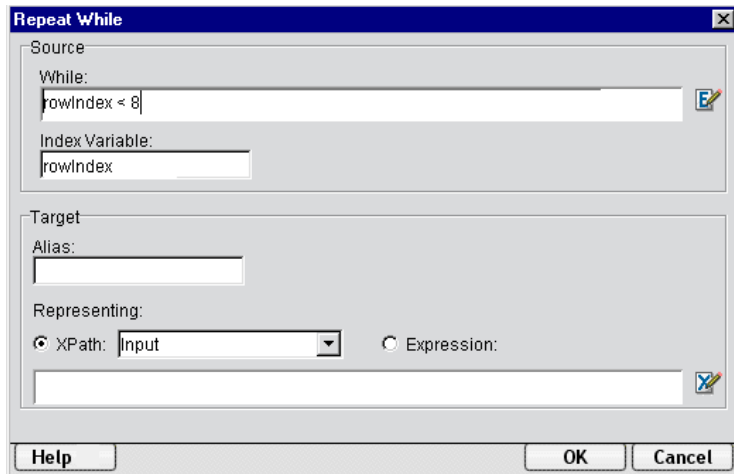 Repeat While
Source
While:
rowIndex < 8
Index Variable:
rowIndex
Target
Alias:
Representing:
XPath: Input Expression:
Help OK Cancel